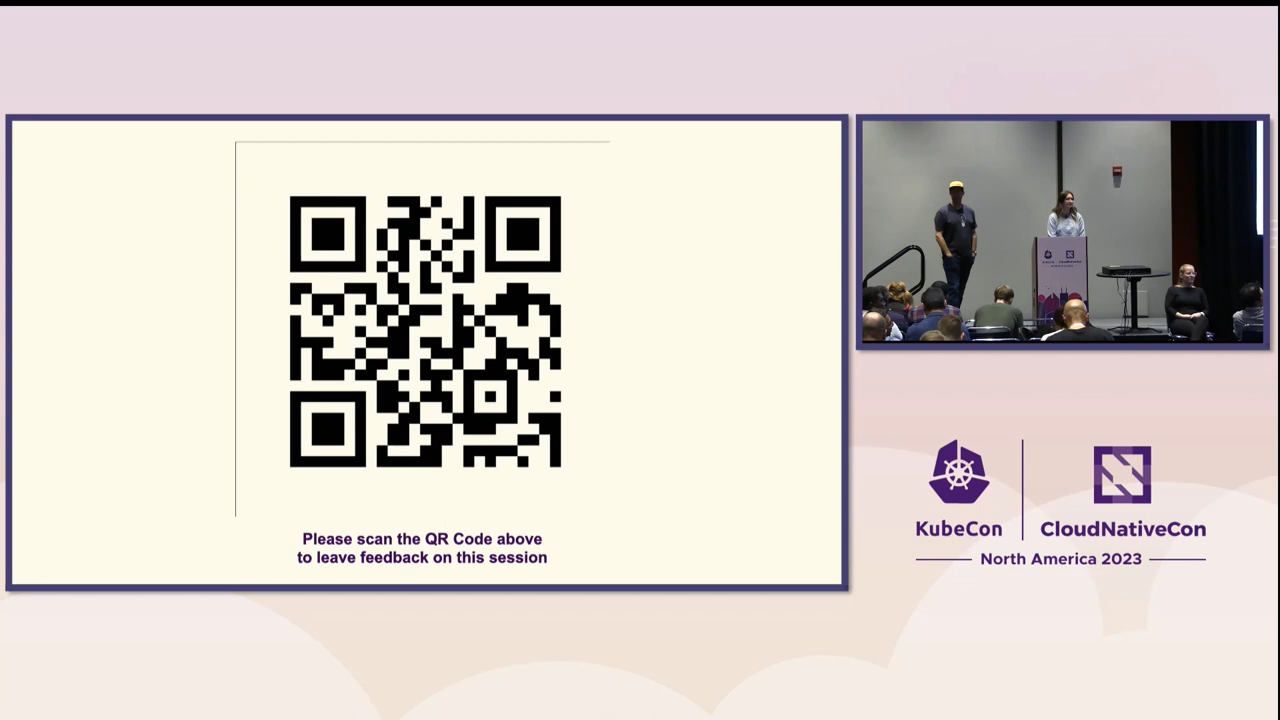 Please scan the QR Code above
to leave feedback on this session
KubeCon
CloudNativeCon
North America 2023